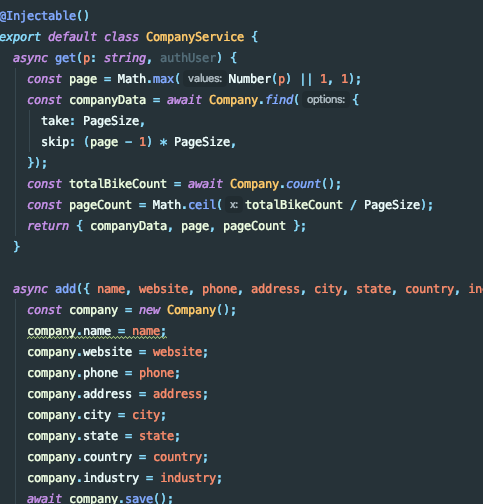 @Injectable()
export default class CompanyService {
async get(p: string, authUser) {
const page = Math.max( values: Number(p) || 1, 1);
const companyData = await Company.find( options: {
take: PageSize,
skip: (page - 1) * PageSize,
});
const totalBikeCount = await Company.count();
const pageCount = Math.ceil( x: totalBikeCount / PageSize);
return { companyData, page, pageCount };
}
async add({ name, website, phone, address, city, state, country, in
const company = new Company();
company.name = name;
company.website = website;
company.phone = phone;
company.address = address;
company.city = city;
company.state = state;
company.country = country;
company.industry = industry;
await company.save();